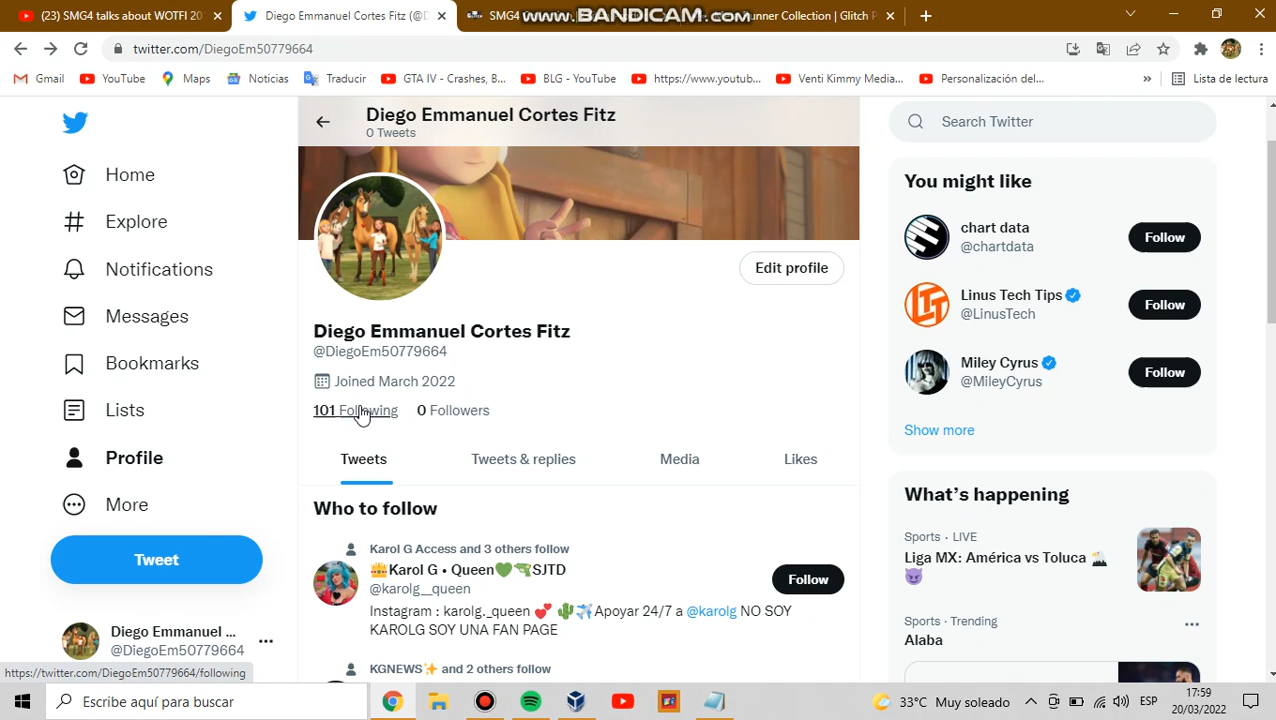 SMG4 talks about WOTFI 20
Diego Emmanuel Cortes Fitz (@D
SMG4
www.BANDICAM.com
unner Collection | Glitch P
twitter.com/DiegoEm50779664
Gmail
YouTube
Maps
Noticias
Traducir
GTA IV - Crashes, B...
BLG - YouTube
https://www.youtub...
Venti Kimmy Media...
Personalización del...
»
Lista de lectura
Home
Explore
Notifications
Messages
Bookmarks
Lists
Profile
More
Tweet
Diego Emmanuel ...
@DiegoEm50779664
https://twitter.com/DiegoEm50779664/following
Diego Emmanuel Cortes Fitz
0 Tweets
Edit profile
Diego Emmanuel Cortes Fitz
@DiegoEm50779664
Joined March 2022
101 Following 0 Followers
Tweets Tweets & replies Media Likes
Who to follow
Karol G Access and 3 others follow
👑Karol G • Queen💚🔫SJTD
@karolg__queen
Follow
Instagram : karolg._queen 💕 🌵✈️Apoyar 24/7 a @karolg NO SOY
KAROLG SOY UNA FAN PAGE
KGNEWS✨ and 2 others follow
Search Twitter
You might like
chart data
@chartdata
Follow
Linus Tech Tips
@LinusTech
Follow
Miley Cyrus
@MileyCyrus
Follow
Show more
What's happening
Sports · LIVE
Liga MX: América vs Toluca 🏔️
😈
Sports · Trending
Alaba
Escribe aquí para buscar
33°C Muy soleado
ESP
17:59
20/03/2022